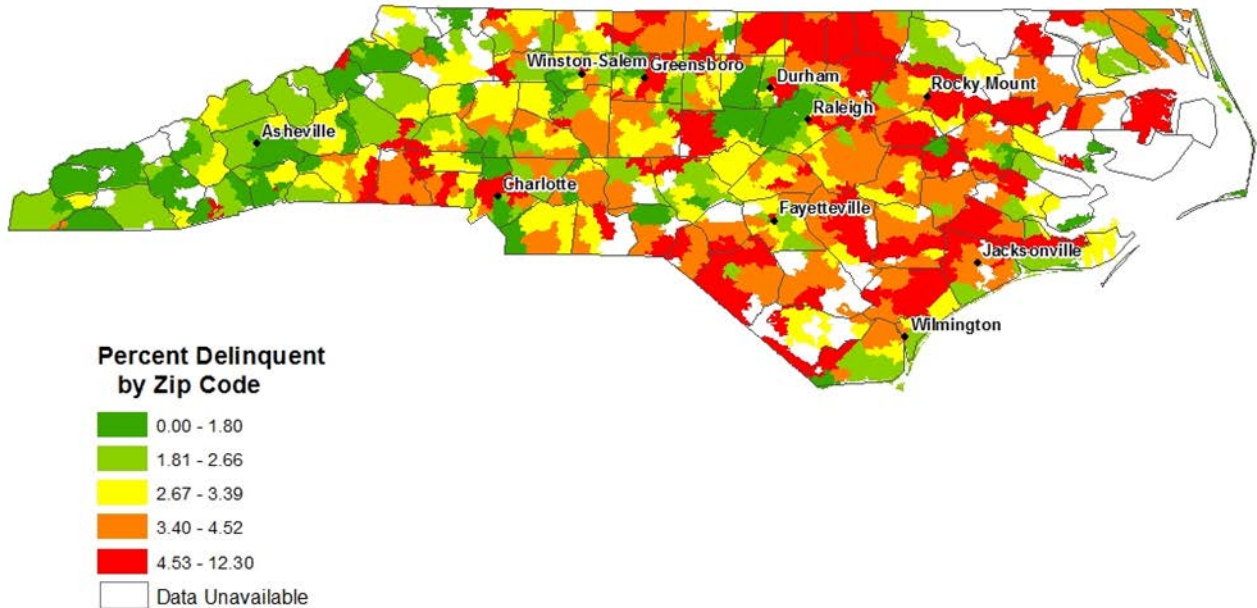 Winston-Salem
Greensboro
Durham
Rocky Mount
Raleigh
Asheville
Charlotte
Fayetteville
Jacksonville
Wilmington
Percent Delinquent
by Zip Code
0.00 - 1.80
1.81 - 2.66
2.67 - 3.39
3.40 - 4.52
4.53 - 12.30
Data Unavailable